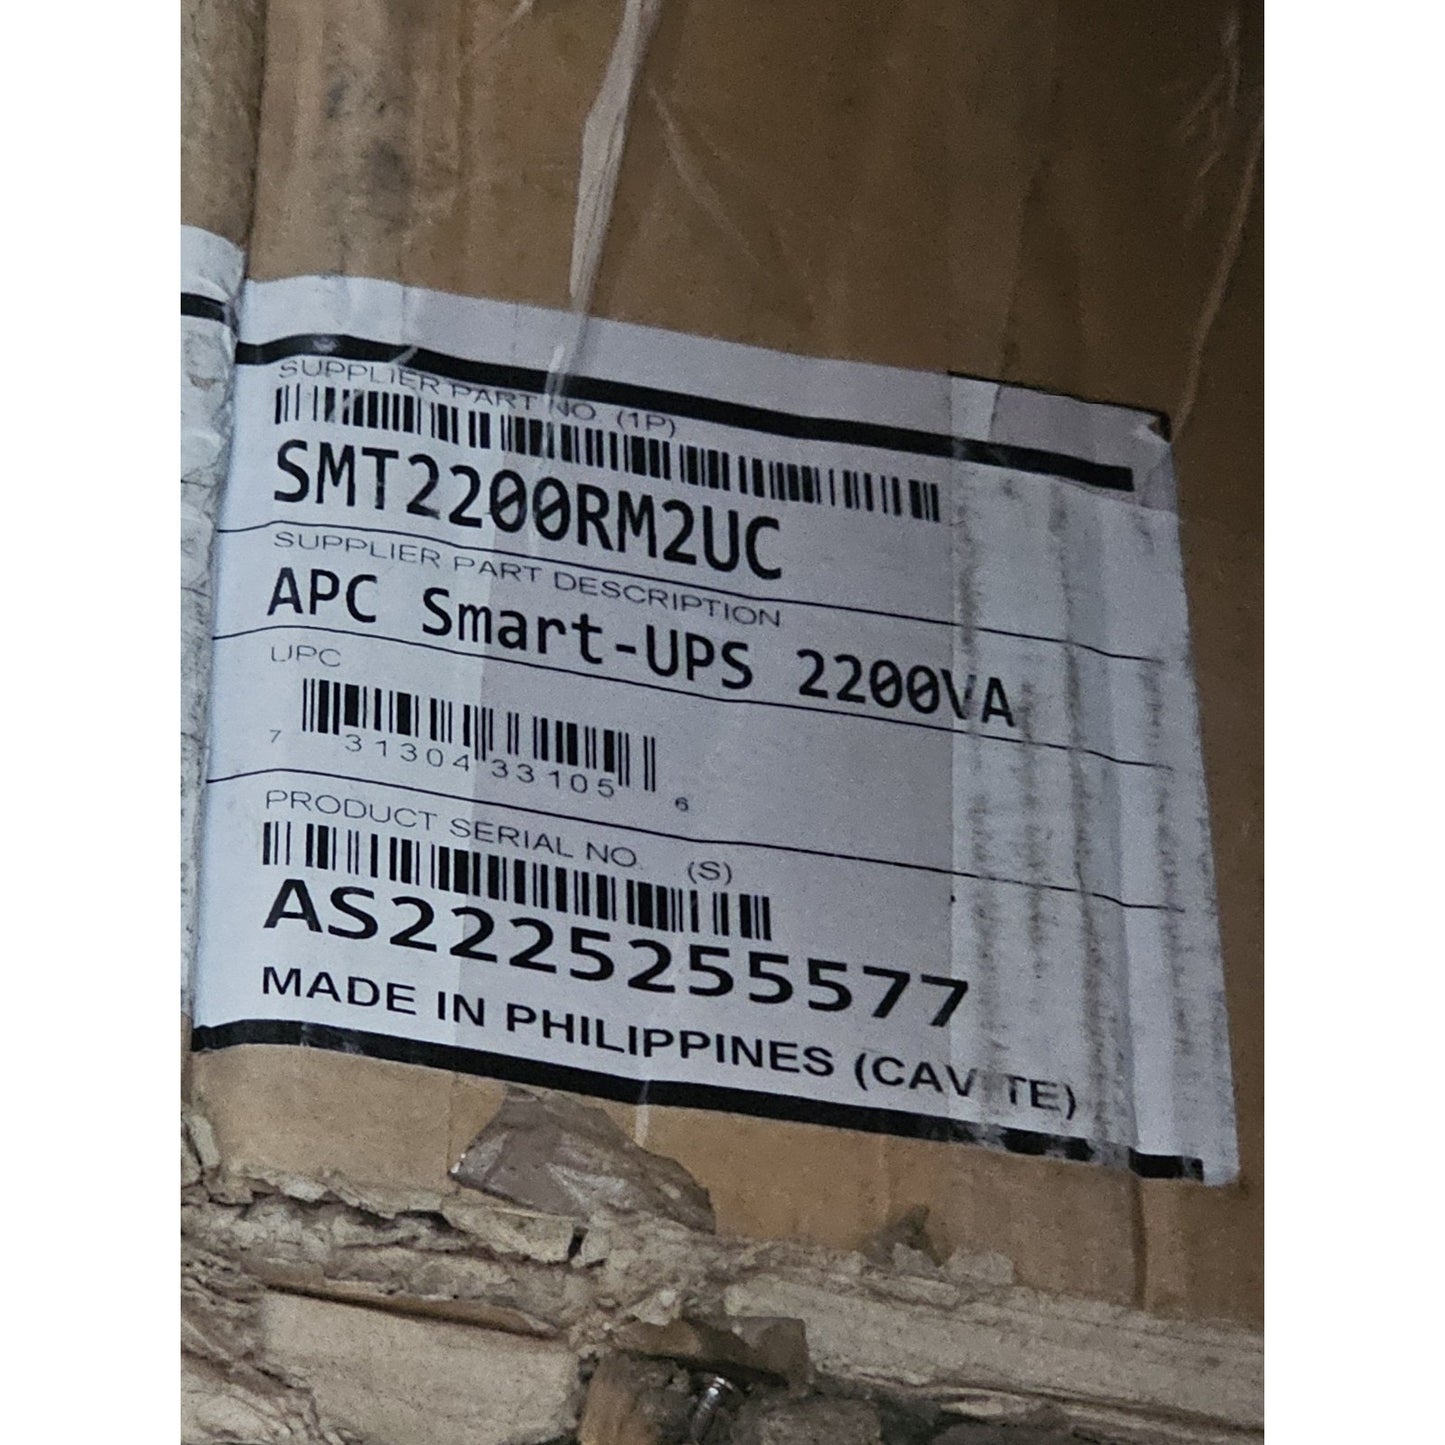 SUPPLIER PART NO. (1P)
SMT2200RM2UC
SUPPLIER PART DESCRIPTION
APC Smart-UPS 2200VA
UPC
7 31304 33105 6
PRODUCT SERIAL NO. (S)
AS2225255577
MADE IN PHILIPPINES (CAVITE)